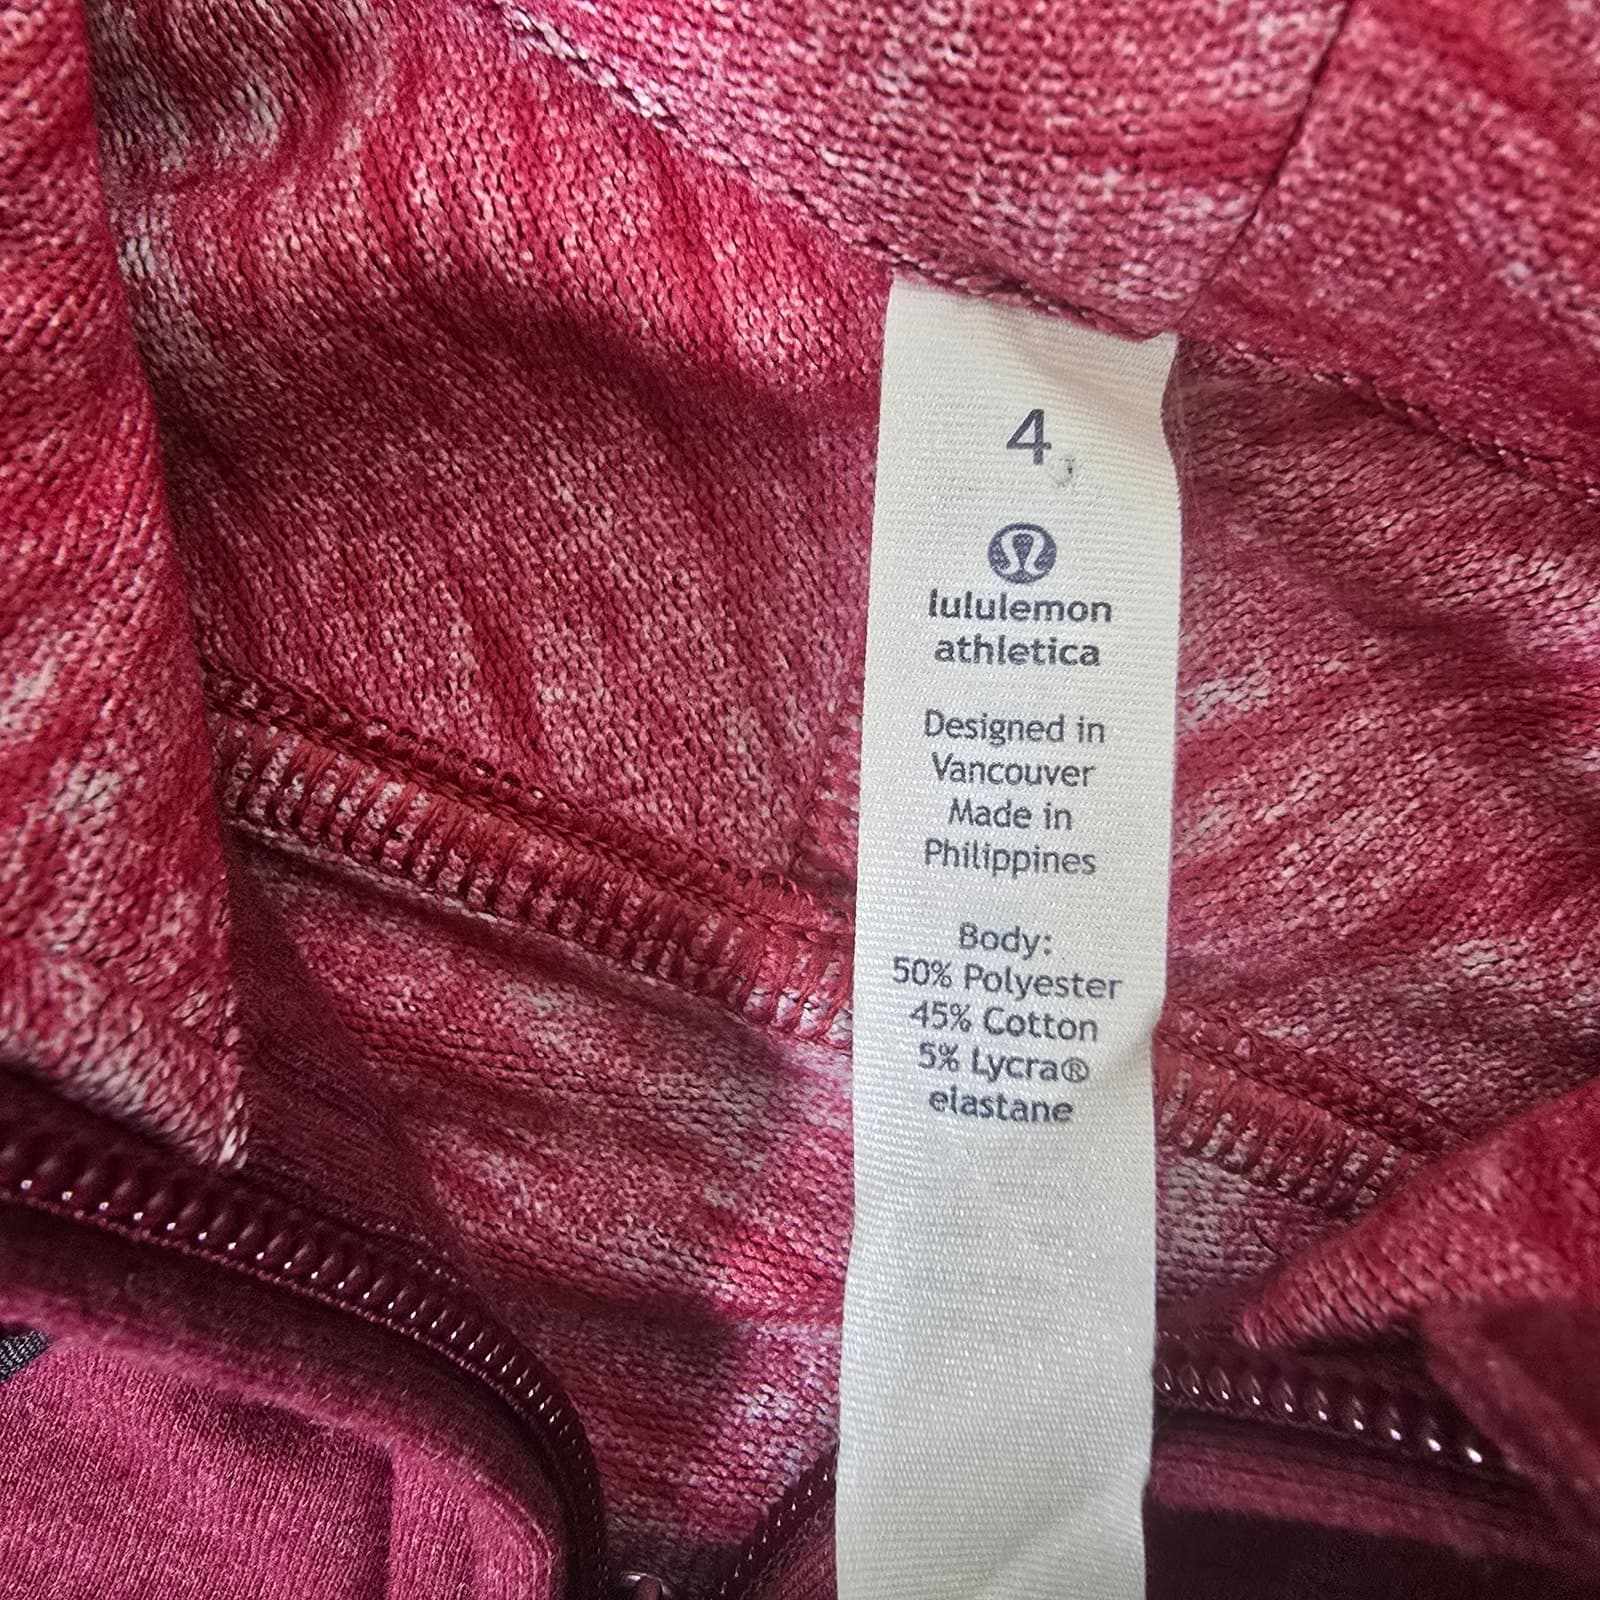 4
lululemon
athletica
Designed in
Vancouver
Made in
Philippines
Body:
50% Polyester
45% Cotton
5% Lycra®
elastane